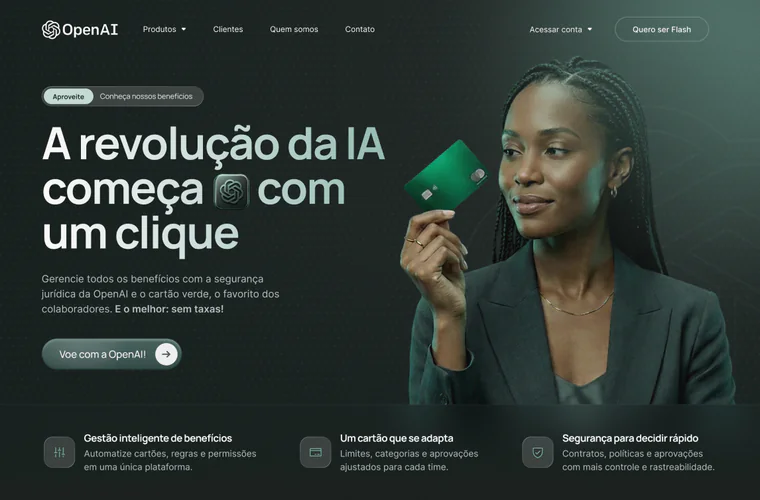 OpenAI
Produtos
Clientes
Quem somos
Contato
Acessar conta
Quero ser Flash
Aproveite
Conheça nossos benefícios
A revolução da IA
começa com
um clique
Gerencie todos os benefícios com a segurança
jurídica da OpenAI e o cartão verde, o favorito dos
colaboradores. E o melhor: sem taxas!
Voe com a OpenAI!
Gestão inteligente de benefícios
Automatize cartões, regras e permissões
em uma única plataforma.
Um cartão que se adapta
Limites, categorias e aprovações
ajustados para cada time.
Segurança para decidir rápido
Contratos, políticas e aprovações
com mais controle e rastreabilidade.